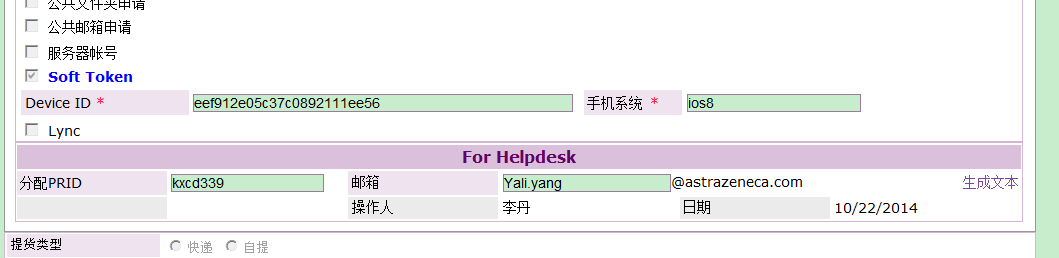 公共文件夹申请
公共邮箱申请
服务器帐号
Soft Token
Device ID * eef912e05c37c0892111ee56 手机系统 * ios8
Lync
For Helpdesk
分配PRID kxcd339 邮箱 Yali.yang @astrazeneca.com 生成文本
操作人 李丹 日期 10/22/2014
提货类型 快递 自提